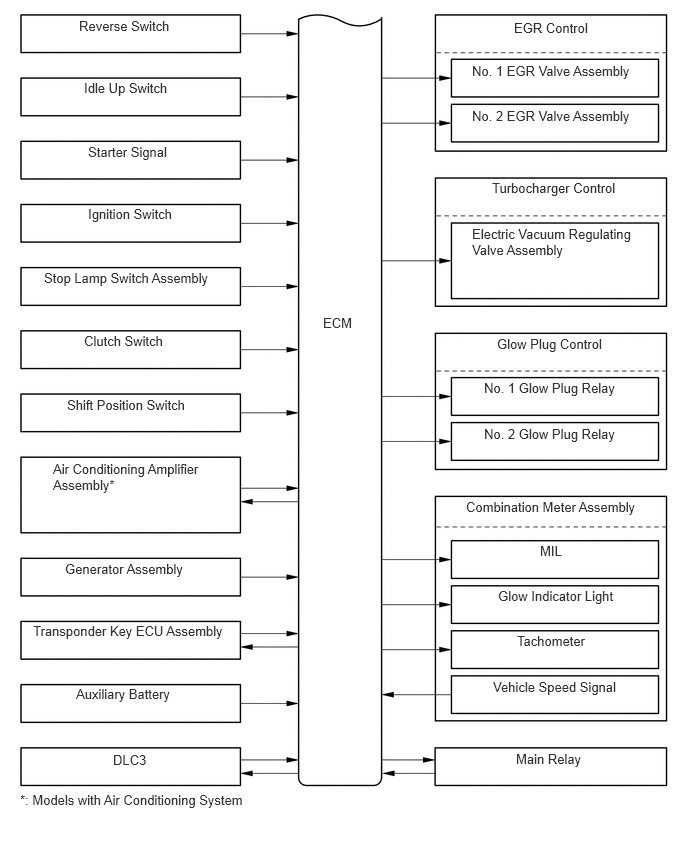 Reverse Switch
Idle Up Switch
Starter Signal
Ignition Switch
Stop Lamp Switch Assembly
Clutch Switch
Shift Position Switch
Air Conditioning Amplifier
Assembly*
Generator Assembly
Transponder Key ECU Assembly
Auxiliary Battery
DLC3
*: Models with Air Conditioning System
ECM
EGR Control
No. 1 EGR Valve Assembly
No. 2 EGR Valve Assembly
Turbocharger Control
Electric Vacuum Regulating
Valve Assembly
Glow Plug Control
No. 1 Glow Plug Relay
No. 2 Glow Plug Relay
Combination Meter Assembly
MIL
Glow Indicator Light
Tachometer
Vehicle Speed Signal
Main Relay